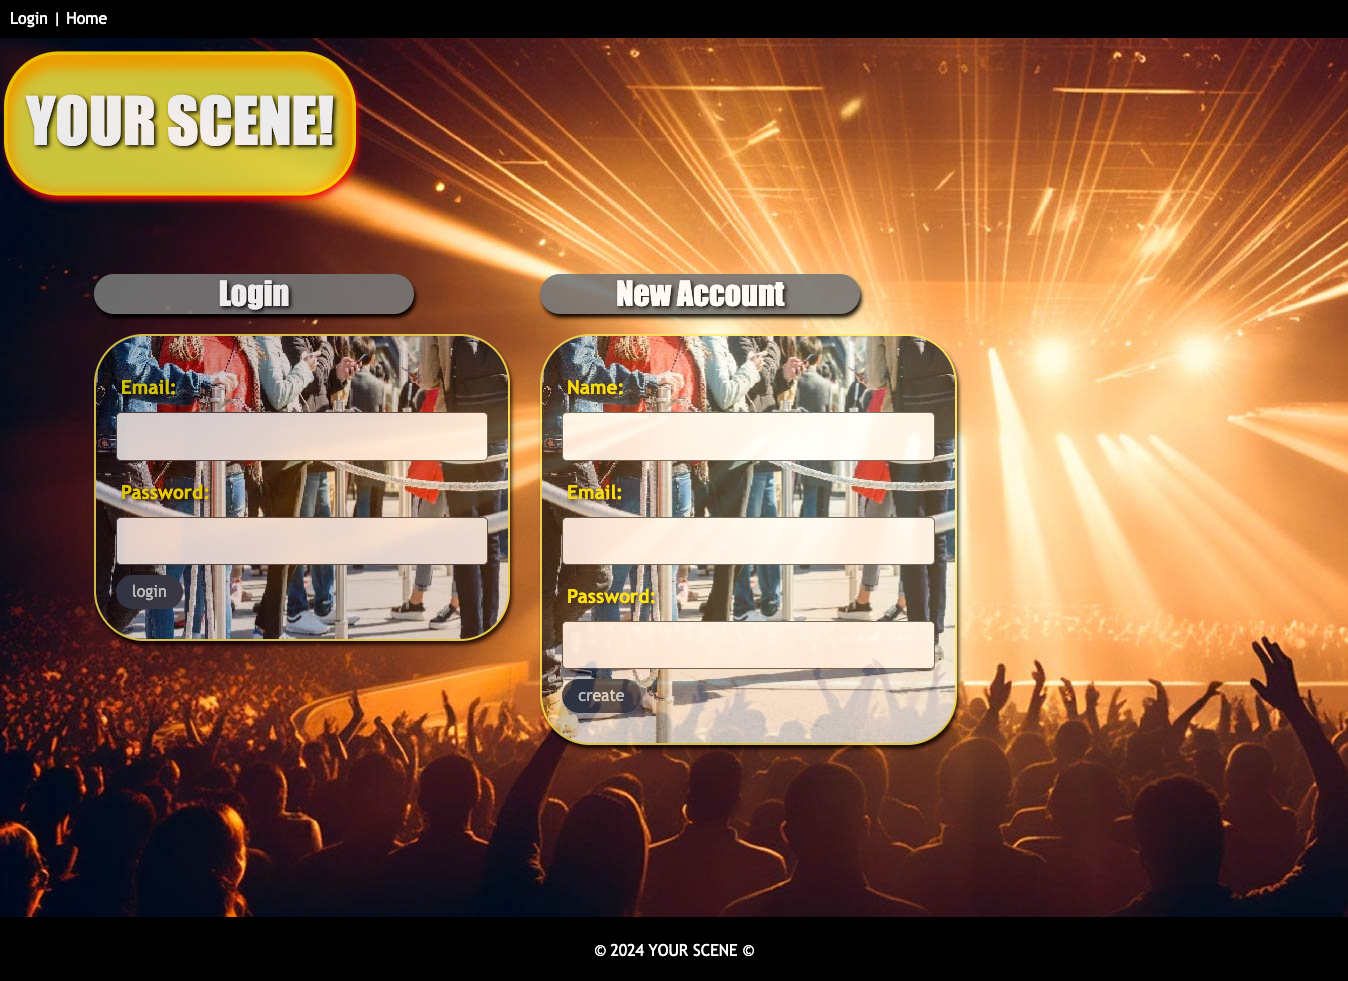 Login | Home
YOUR SCENE!
Login
Email:
Password:
login
New Account
Name:
Email:
Password:
create
© 2024 YOUR SCENE ©